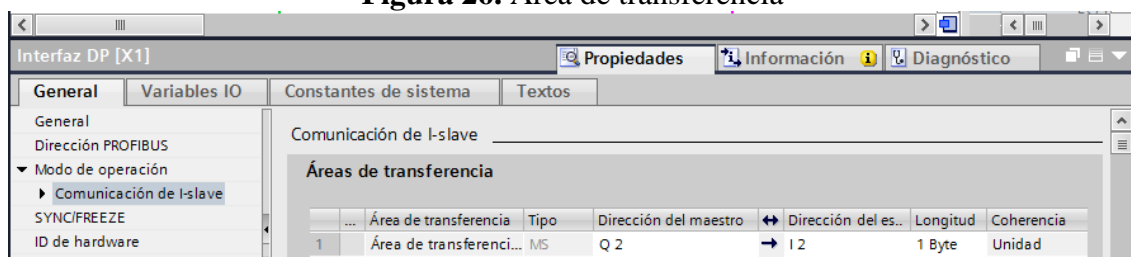 Figura 26. Área de transferencia
Interfaz DP [X1]
Propiedades Información Diagnóstico
General Variables IO Constantes de sistema Textos
General
Dirección PROFIBUS
Modo de operación
Comunicación de I-slave
SYNC/FREEZE
ID de hardware
Comunicación de I-slave
Áreas de transferencia
... Área de transferencia Tipo Dirección del maestro ↔ Dirección del es.. Longitud Coherencia
1 Área de transferenci... MS Q 2 → I 2 1 Byte Unidad